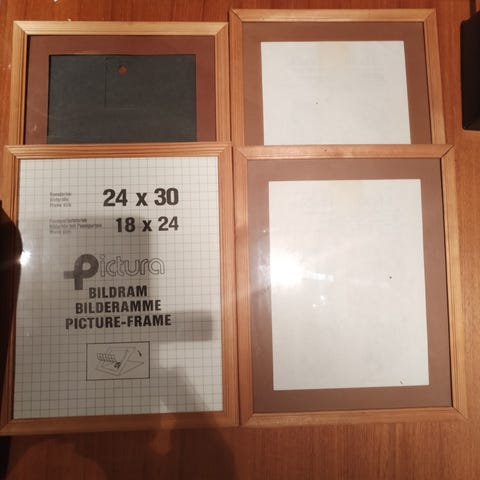 24 x 30
18 x 24
Pictura
BILDRAM
BILDERAMME
PICTURE-FRAME